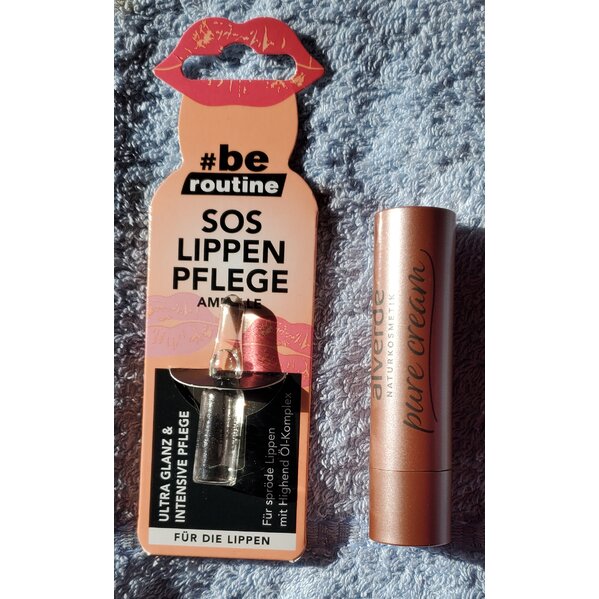 #be
routine
SOS
LIPPEN
PFLEGE
ULTRA GLANZ &
INTENSIVE PFLEGE
Für spröde Lippen
mit Highend Öl-Komplex
FÜR DIE LIPPEN
alverde
NATURKOSMETIK
pure cream